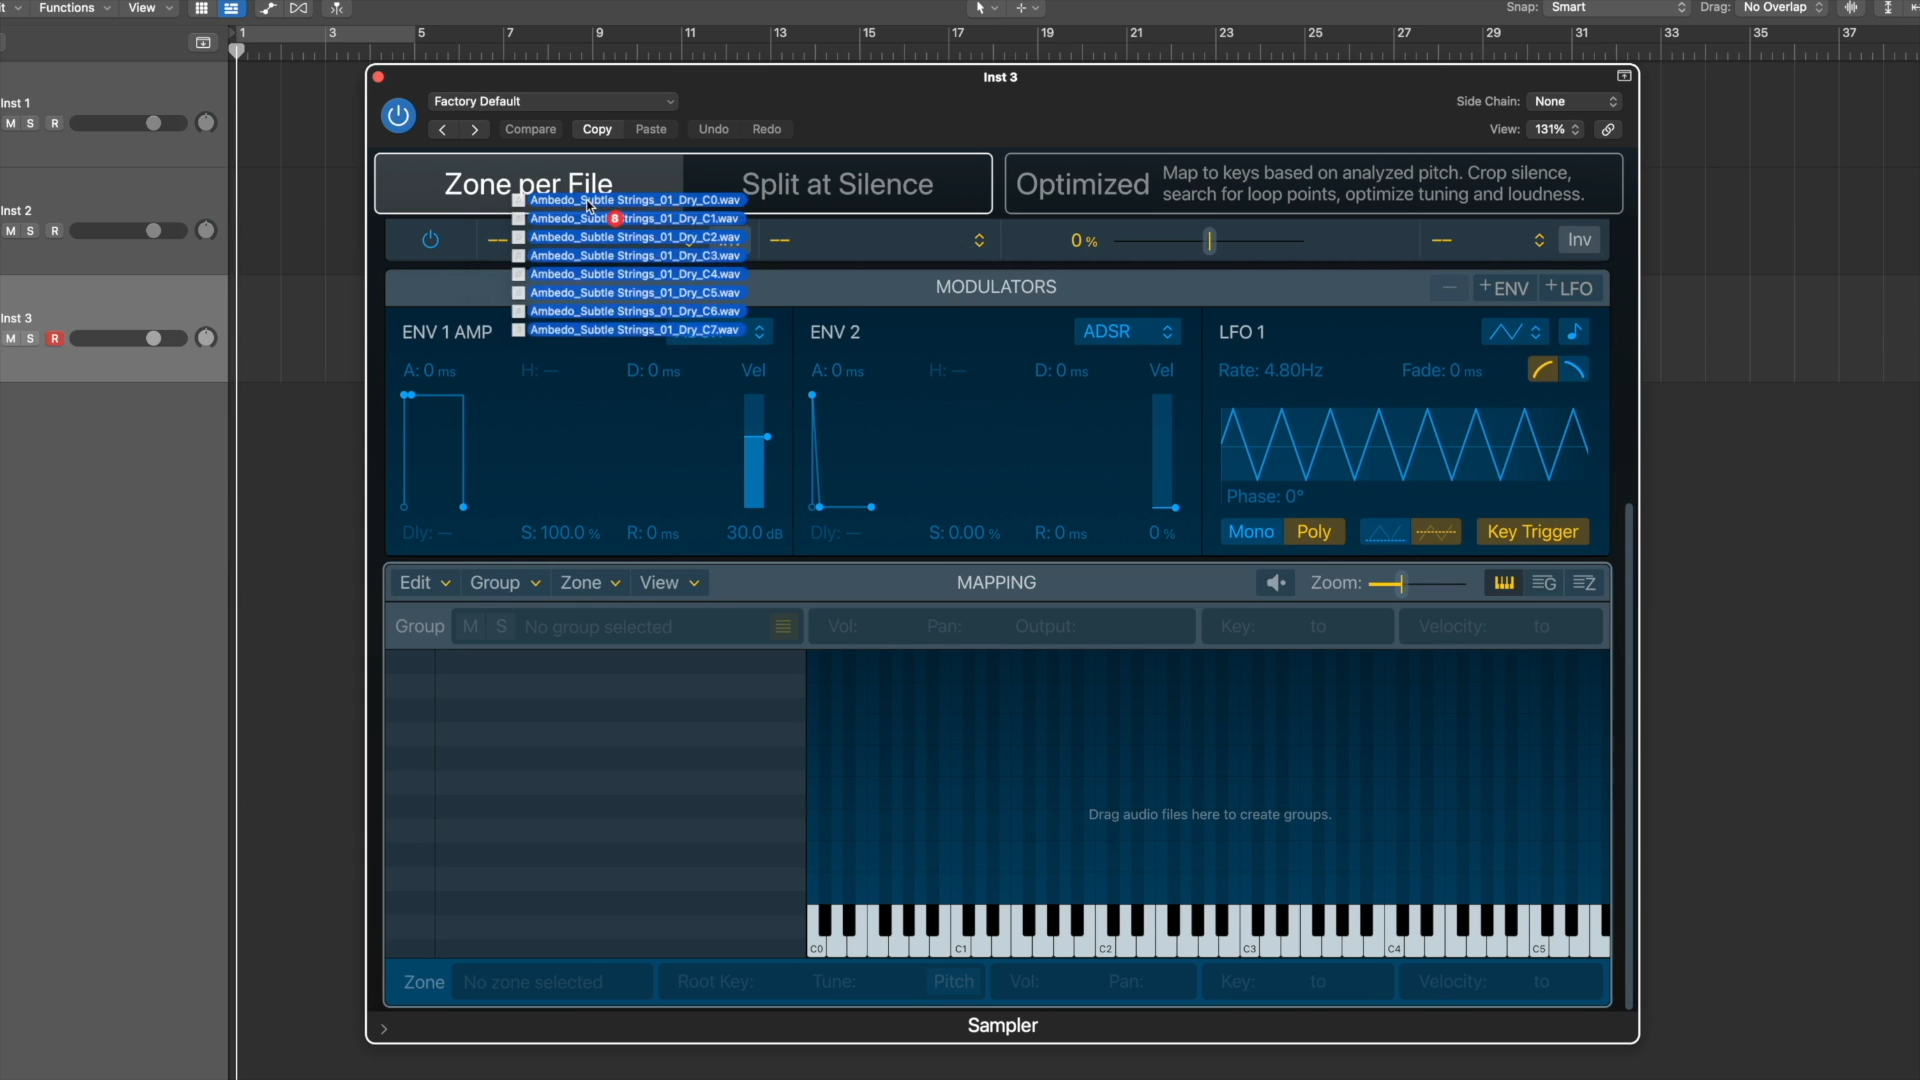 it Functions View Snap: Smart Drag: No Overlap
1 3 5 7 9 11 13 15 17 19 21 23 25 27 29 31 33 35 37
Inst 3
Factory Default Side Chain: None
Compare Copy Paste Undo Redo View: 131%
Inst 1
M S R
Inst 2
M S R
Inst 3
M S R
Zone per File Split at Silence Optimized Map to keys based on analyzed pitch. Crop silence,
search for loop points, optimize tuning and loudness.
Ambedo_Subtle Strings_01_Dry_C0.wav
Ambedo_Subtle Strings_01_Dry_C1.wav
8
Ambedo_Subtle Strings_01_Dry_C2.wav
Ambedo_Subtle Strings_01_Dry_C3.wav
Ambedo_Subtle Strings_01_Dry_C4.wav
Ambedo_Subtle Strings_01_Dry_C5.wav
Ambedo_Subtle Strings_01_Dry_C6.wav
Ambedo_Subtle Strings_01_Dry_C7.wav
-- -- 0 % -- Inv
MODULATORS +ENV +LFO
ENV 1 AMP ENV 2 ADSR LFO 1
A: 0 ms H: — D: 0 ms Vel A: 0 ms H: — D: 0 ms Vel Rate: 4.80Hz Fade: 0 ms
Phase: 0°
Dly: — S: 100.0 % R: 0 ms 30.0 dB Dly: — S: 0.00 % R: 0 ms 0 % Mono Poly Key Trigger
Edit Group Zone View MAPPING Zoom: G Z
Group M S No group selected Vol: Pan: Output: Key: to Velocity: to
Drag audio files here to create groups.
C0 C1 C2 C3 C4 C5
Zone No zone selected Root Key: Tune: Pitch Vol: Pan: Key: to Velocity: to
Sampler